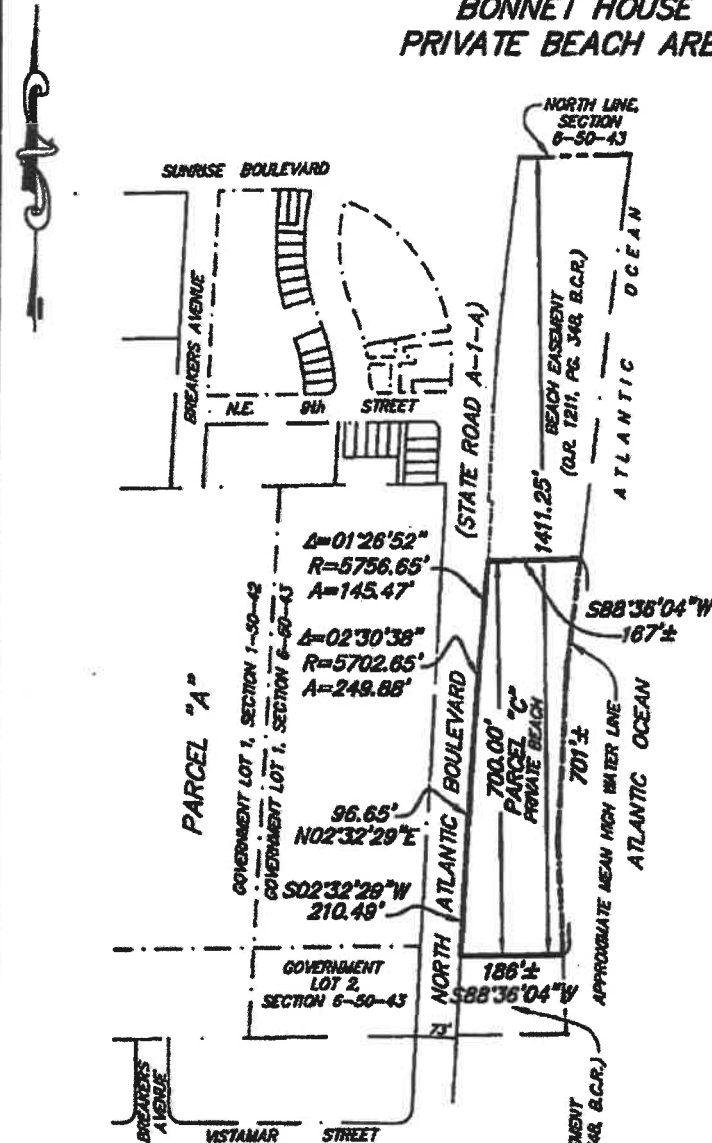 BONNET HOUSE
PRIVATE BEACH ARE
NORTH LINE,
SECTION
6-50-43
SUNRISE BOULEVARD
BREAKERS AVENUE
N.E. 9th STREET
(STATE ROAD A-1-A)
BEACH EASEMENT
(O.R. 1211, PG. 348, B.C.R.)
1411.25'
ATLANTIC OCEAN
Δ=01°26'52"
R=5756.65'
A=145.47'
Δ=02°30'38"
R=5702.65'
A=249.88'
S88°36'04"W
167'±
PARCEL "A"
GOVERNMENT LOT 1, SECTION 1-50-42
GOVERNMENT LOT 1, SECTION 6-50-43
NORTH ATLANTIC BOULEVARD
700.00'
PARCEL "C"
PRIVATE BEACH
701'±
APPROXIMATE MEAN HIGH WATER LINE
ATLANTIC OCEAN
96.65'
N02°32'29"E
S02°32'29"W
210.49'
GOVERNMENT
LOT 2,
SECTION 6-50-43
186'±
S88°36'04"W
73'
BREAKERS
AVENUE
VISTAMAR STREET
48, B.C.R.)